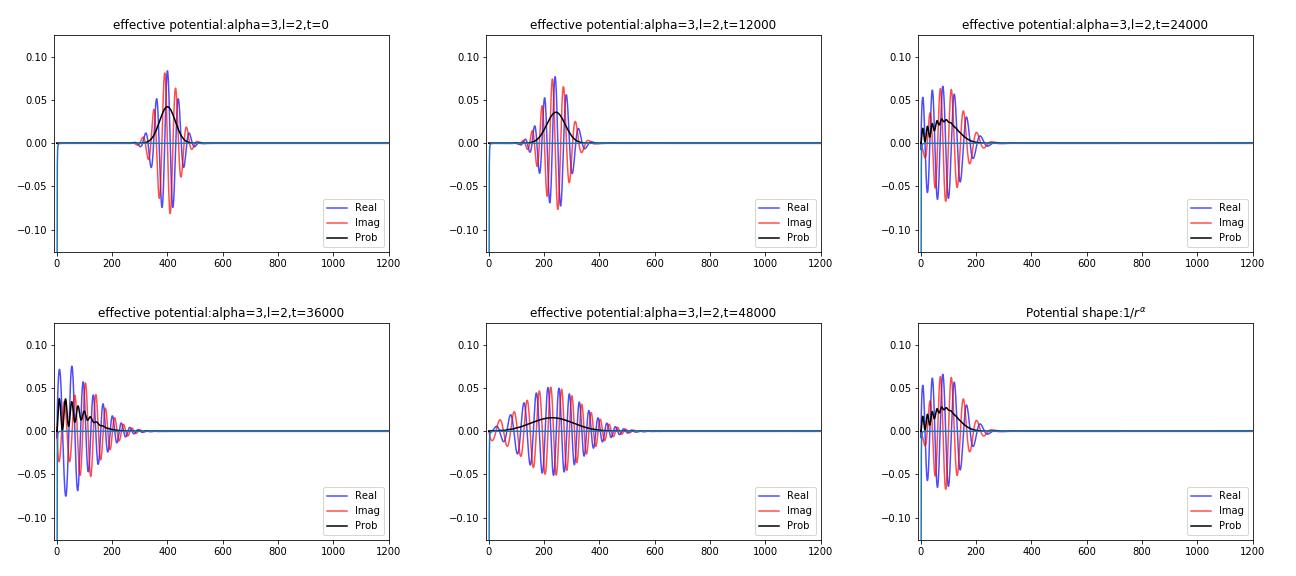 effective potential:alpha=3,l=2,t=0
0.10
0.05
0.00
−0.05
−0.10
Real
Imag
Prob
0 200 400 600 800 1000 1200
effective potential:alpha=3,l=2,t=12000
0.10
0.05
0.00
−0.05
−0.10
Real
Imag
Prob
0 200 400 600 800 1000 1200
effective potential:alpha=3,l=2,t=24000
0.10
0.05
0.00
−0.05
−0.10
Real
Imag
Prob
0 200 400 600 800 1000 1200
effective potential:alpha=3,l=2,t=36000
0.10
0.05
0.00
−0.05
−0.10
Real
Imag
Prob
0 200 400 600 800 1000 1200
effective potential:alpha=3,l=2,t=48000
0.10
0.05
0.00
−0.05
−0.10
Real
Imag
Prob
0 200 400 600 800 1000 1200
Potential shape:1/r^α
0.10
0.05
0.00
−0.05
−0.10
Real
Imag
Prob
0 200 400 600 800 1000 1200